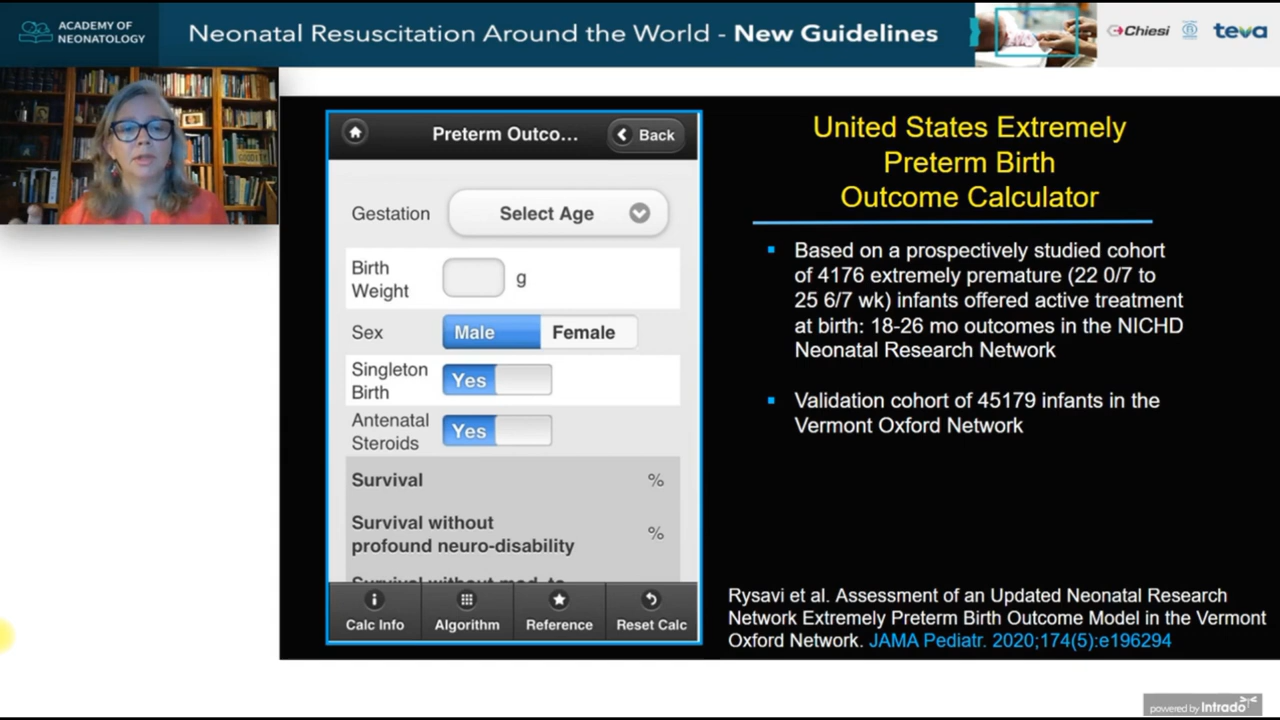 ACADEMY OF
NEONATOLOGY
Neonatal Resuscitation Around the World - New Guidelines
Chiesi
teva
GOODIES
Preterm Outco...
Back
Gestation
Select Age
Birth
Weight
g
Sex
Male
Female
Singleton
Birth
Yes
Antenatal
Steroids
Yes
Survival
%
Survival without
profound neuro-disability
%
Survival without mod. to
Calc Info
Algorithm
Reference
Reset Calc
United States Extremely
Preterm Birth
Outcome Calculator
Based on a prospectively studied cohort
of 4176 extremely premature (22 0/7 to
25 6/7 wk) infants offered active treatment
at birth: 18-26 mo outcomes in the NICHD
Neonatal Research Network
Validation cohort of 45179 infants in the
Vermont Oxford Network
Rysavi et al. Assessment of an Updated Neonatal Research
Network Extremely Preterm Birth Outcome Model in the Vermont
Oxford Network. JAMA Pediatr. 2020;174(5):e196294
powered by Intrado